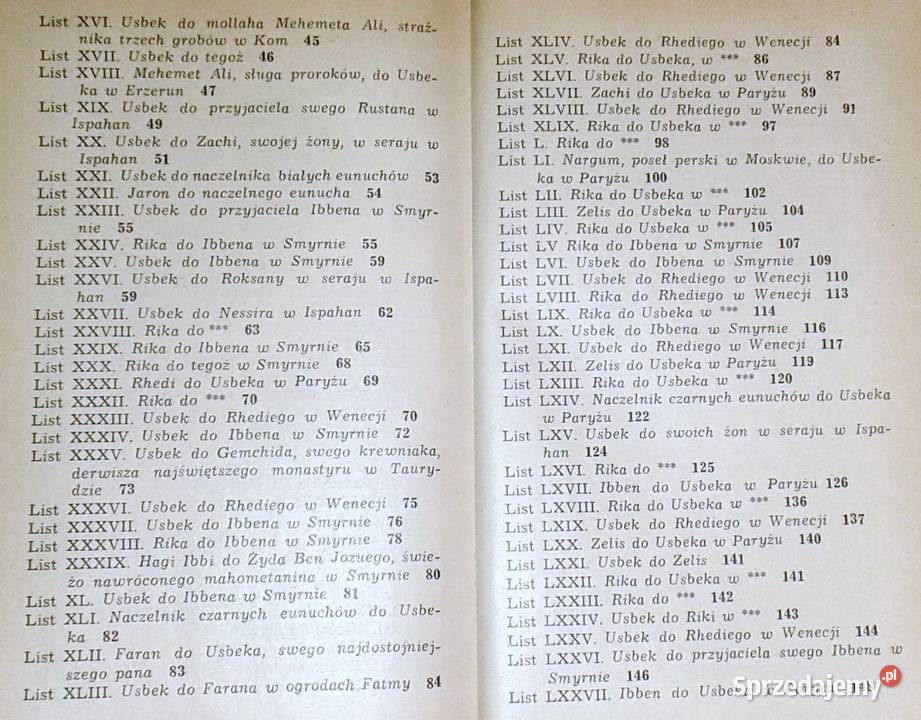 List XVI. Usbek do mollaha Mehemeta Ali, straż-
nika trzech grobów w Kom 45
List XVII. Usbek do tegoż 46
List XVIII. Mehemet Ali, sługa proroków, do Usbe-
ka w Erzerun 47
List XIX. Usbek do przyjaciela swego Rustana w
Ispahan 49
List XX. Usbek do Zachi, swojej żony, w seraju w
Ispahan 51
List XXI. Usbek do naczelnika białych eunuchów 53
List XXII. Jaron do naczelnego eunucha 54
List XXIII. Usbek do przyjaciela Ibbena w Smyr-
nie 55
List XXIV. Rika do Ibbena w Smyrnie 55
List XXV. Usbek do Ibbena w Smyrnie 59
List XXVI. Usbek do Roksany w seraju w Ispa-
han 59
List XXVII. Usbek do Nessira w Ispahan 62
List XXVIII. Rika do *** 63
List XXIX. Rika do Ibbena w Smyrnie 65
List XXX. Rika do tegoż w Smyrnie 68
List XXXI. Rhedi do Usbeka w Paryżu 69
List XXXII. Rika do *** 70
List XXXIII. Usbek do Rhediego w Wenecji 70
List XXXIV. Usbek do Ibbena w Smyrnie 72
List XXXV. Usbek do Gemchida, swego krewniaka,
derwisza najświętszego monastyru w Taury-
dzie 73
List XXXVI. Usbek do Rhediego w Wenecji 75
List XXXVII. Usbek do Ibbena w Smyrnie 76
List XXXVIII. Rika do Ibbena w Smyrnie 78
List XXXIX. Hagi Ibbi do Żyda Ben Jozuego, świe-
żo nawróconego mahometanina w Smyrnie 80
List XL. Usbek do Ibbena w Smyrnie 81
List XLI. Naczelnik czarnych eunuchów do Usbe-
ka 82
List XLII. Faran do Usbeka, swego najdostojniej-
szego pana 83
List XLIII. Usbek do Farana w ogrodach Fatmy 84
List XLIV. Usbek do Rhediego w Wenecji 84
List XLV. Rika do Usbeka, w *** 86
List XLVI. Usbek do Rhediego w Wenecji 87
List XLVII. Zachi do Usbeka w Paryżu 89
List XLVIII. Usbek do Rhediego w Wenecji 91
List XLIX. Rika do Usbeka w *** 97
List L. Rika do *** 98
List LI. Nargum, poseł perski w Moskwie, do Usbe-
ka w Paryżu 100
List LII. Rika do Usbeka w *** 102
List LIII. Zelis do Usbeka w Paryżu 104
List LIV. Rika do Usbeka w *** 105
List LV Rika do Ibbena w Smyrnie 107
List LVI. Usbek do Ibbena w Smyrnie 109
List LVII. Usbek do Rhediego w Wenecji 110
List LVIII. Rika do Rhediego w Wenecji 113
List LIX. Rika do Usbeka w *** 114
List LX. Usbek do Ibbena w Smyrnie 116
List LXI. Usbek do Rhediego w Wenecji 117
List LXII. Zelis do Usbeka w Paryżu 119
List LXIII. Rika do Usbeka w *** 120
List LXIV. Naczelnik czarnych eunuchów do Usbeka
w Paryżu 122
List LXV. Usbek do swoich żon w seraju w Ispa-
han 124
List LXVI. Rika do *** 125
List LXVII. Ibben do Usbeka w Paryżu 126
List LXVIII. Rika do Usbeka w *** 136
List LXIX. Usbek do Rhediego w Wenecji 137
List LXX. Zelis do Usbeka w Paryżu 140
List LXXI. Usbek do Zelis 141
List LXXII. Rika do Usbeka w *** 141
List LXXIII. Rika do *** 142
List LXXIV. Usbek do Riki w *** 143
List LXXV. Usbek do Rhediego w Wenecji 144
List LXXVI. Usbek do przyjaciela swego Ibbena w
Smyrnie 146
List LXXVII. Ibben do Usbeka
Sprzedajemy.pl